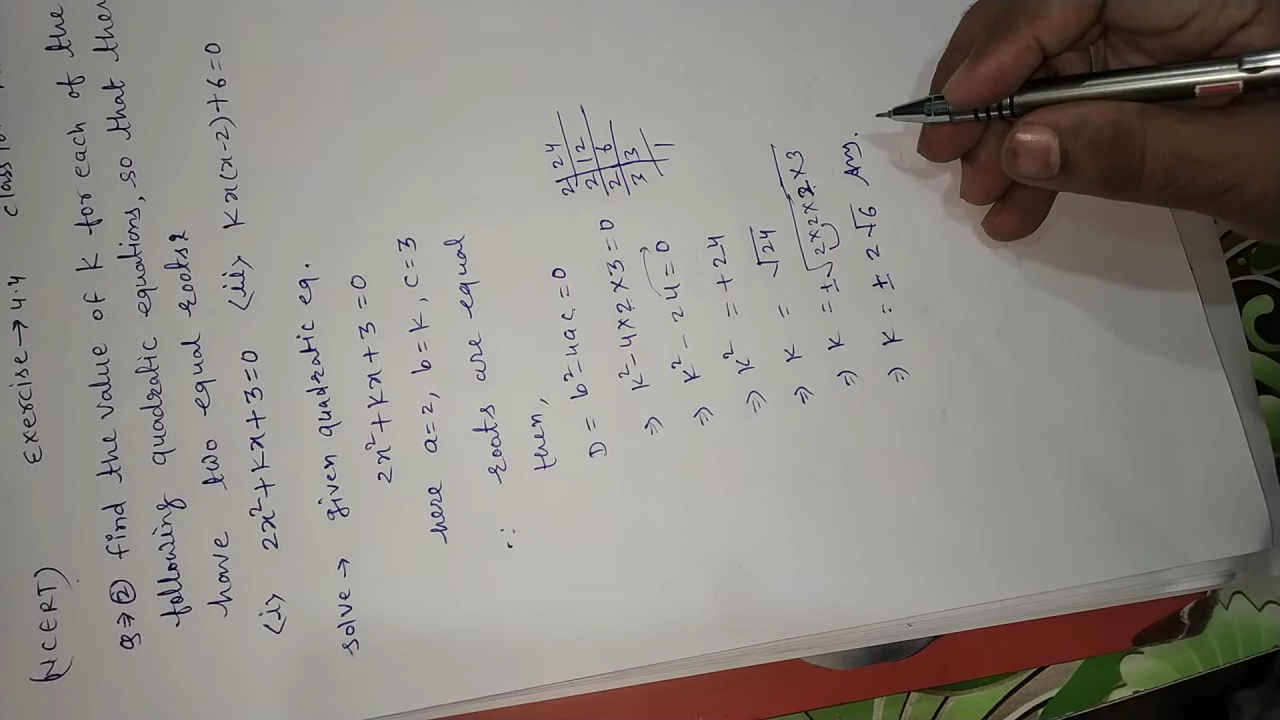 (NCERT) Exercise→4.4
Q→② find the value of K for each of the
following quadratic equations, so that they
have two equal roots?
<i> 2x²+Kx+3=0 <ii> Kx(x-2)+6=0
solve→ given quadratic eq.
2x²+Kx+3=0
here a=2, b=K, c=3
∴ roots are equal
then,
D = b²-4ac=0
⇒ K²-4×2×3=0
⇒ K²-24=0
⇒ K² = +24
⇒ K = √24
⇒ K = ±√2×2×2×3
⇒ K = ± 2√6 Ans.
2 24
2 12
2 6
3 3
1